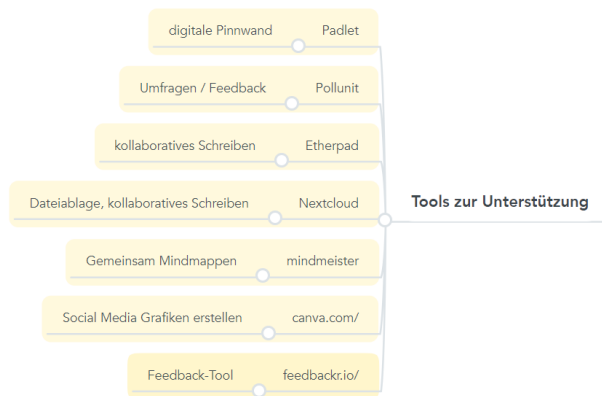 digitale Pinnwand Padlet
Umfragen / Feedback Pollunit
kollaboratives Schreiben Etherpad
Dateiablage, kollaboratives Schreiben Nextcloud
Tools zur Unterstützung
Gemeinsam Mindmappen mindmeister
Social Media Grafiken erstellen canva.com/
Feedback-Tool feedbackr.io/